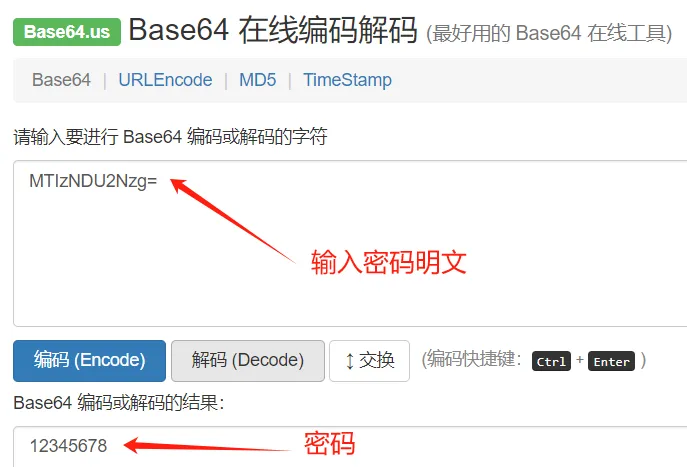 Base64.us Base64 在线编码解码 (最好用的 Base64 在线工具)
Base64 | URLEncode | MD5 | TimeStamp
请输入要进行 Base64 编码或解码的字符
MTIzNDU2Nzg=
输入密码明文
编码 (Encode) 解码 (Decode) ↕ 交换 (编码快捷键： Ctrl + Enter )
Base64 编码或解码的结果：
12345678
密码